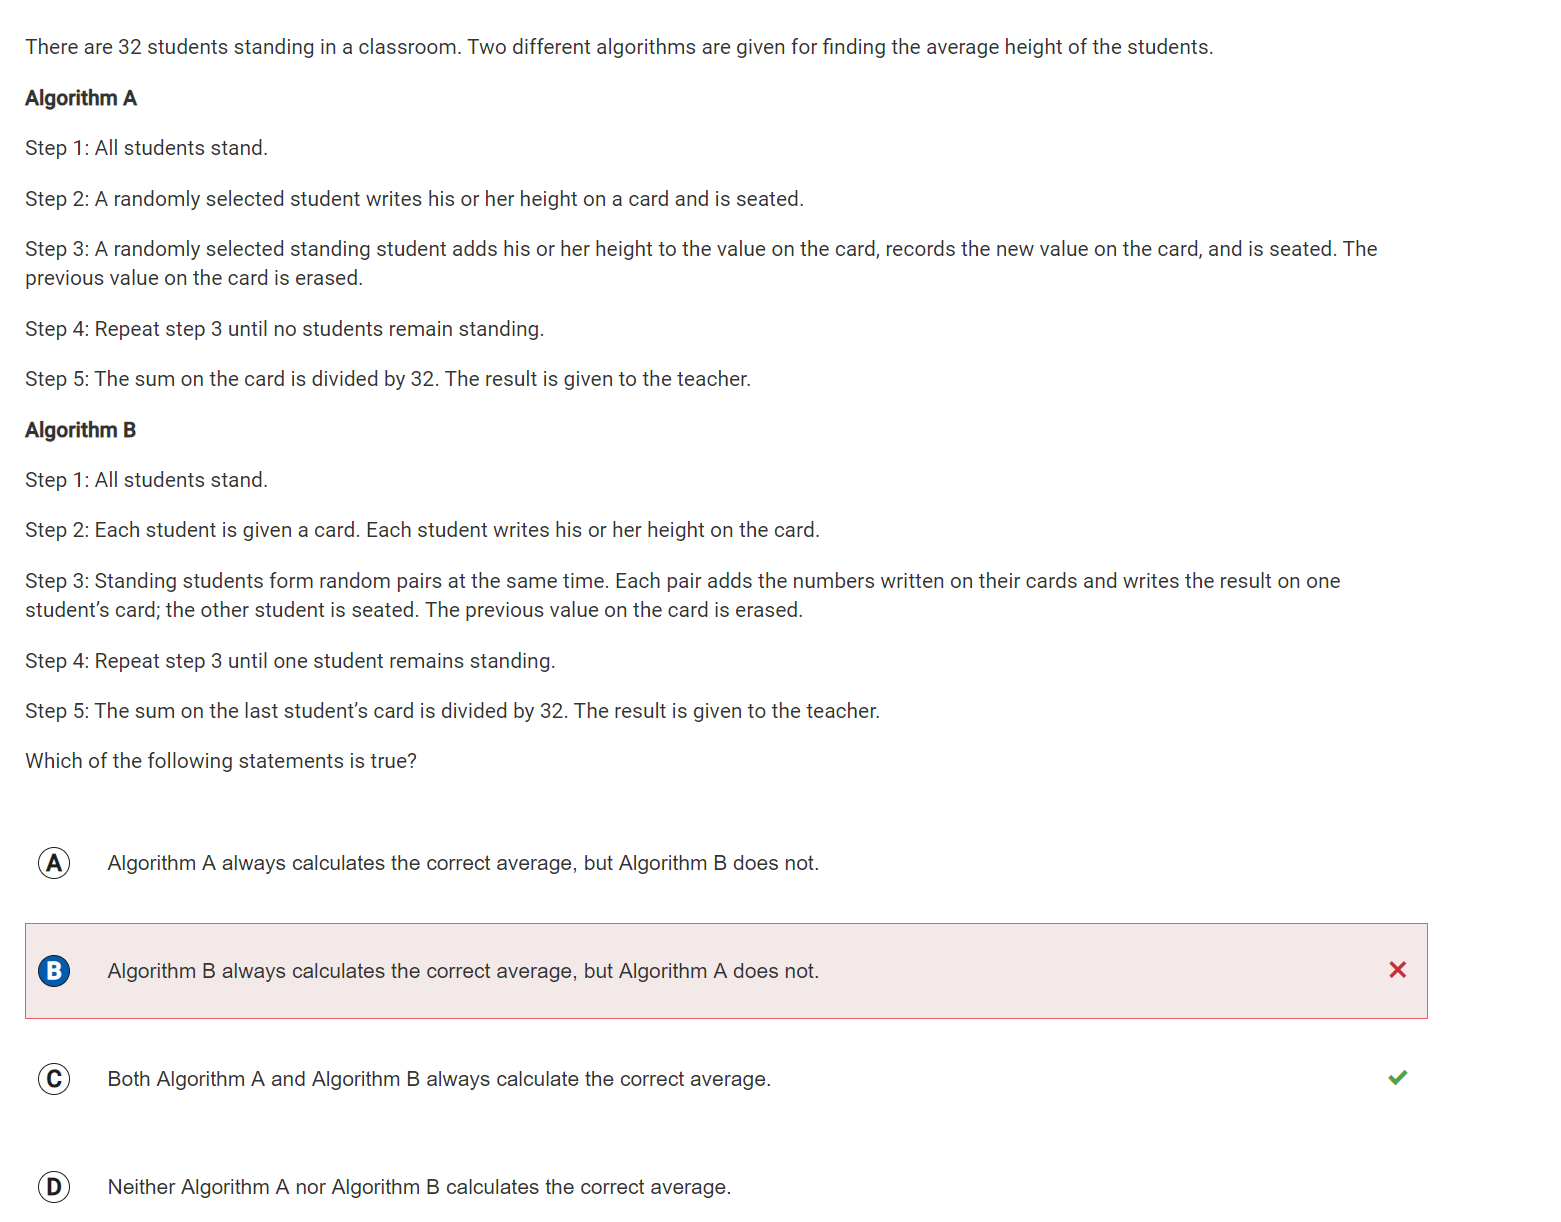 There are 32 students standing in a classroom. Two different algorithms are given for finding the average height of the students.
Algorithm A
Step 1: All students stand.
Step 2: A randomly selected student writes his or her height on a card and is seated.
Step 3: A randomly selected standing student adds his or her height to the value on the card, records the new value on the card, and is seated. The
previous value on the card is erased.
Step 4: Repeat step 3 until no students remain standing.
Step 5: The sum on the card is divided by 32. The result is given to the teacher.
Algorithm B
Step 1: All students stand.
Step 2: Each student is given a card. Each student writes his or her height on the card.
Step 3: Standing students form random pairs at the same time. Each pair adds the numbers written on their cards and writes the result on one
student’s card; the other student is seated. The previous value on the card is erased.
Step 4: Repeat step 3 until one student remains standing.
Step 5: The sum on the last student’s card is divided by 32. The result is given to the teacher.
Which of the following statements is true?
A Algorithm A always calculates the correct average, but Algorithm B does not.
B Algorithm B always calculates the correct average, but Algorithm A does not.
C Both Algorithm A and Algorithm B always calculate the correct average.
D Neither Algorithm A nor Algorithm B calculates the correct average.